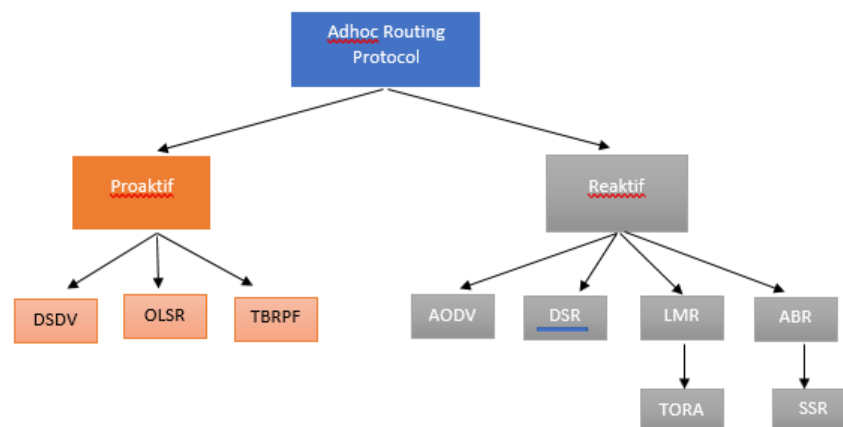 Adhoc Routing
Protocol
Proaktif
Reaktif
DSDV
OLSR
TBRPF
AODV
DSR
LMR
ABR
TORA
SSR